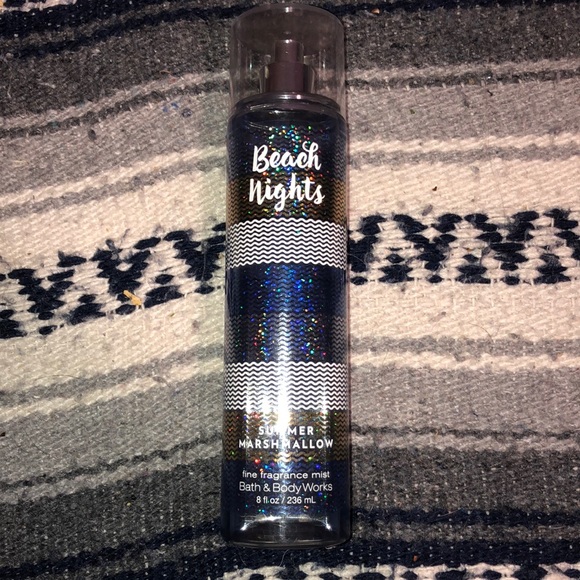 Beach
Nights
SUMMER
MARSHMALLOW
fine fragrance mist
Bath & Body Works
8 fl oz / 236 mL